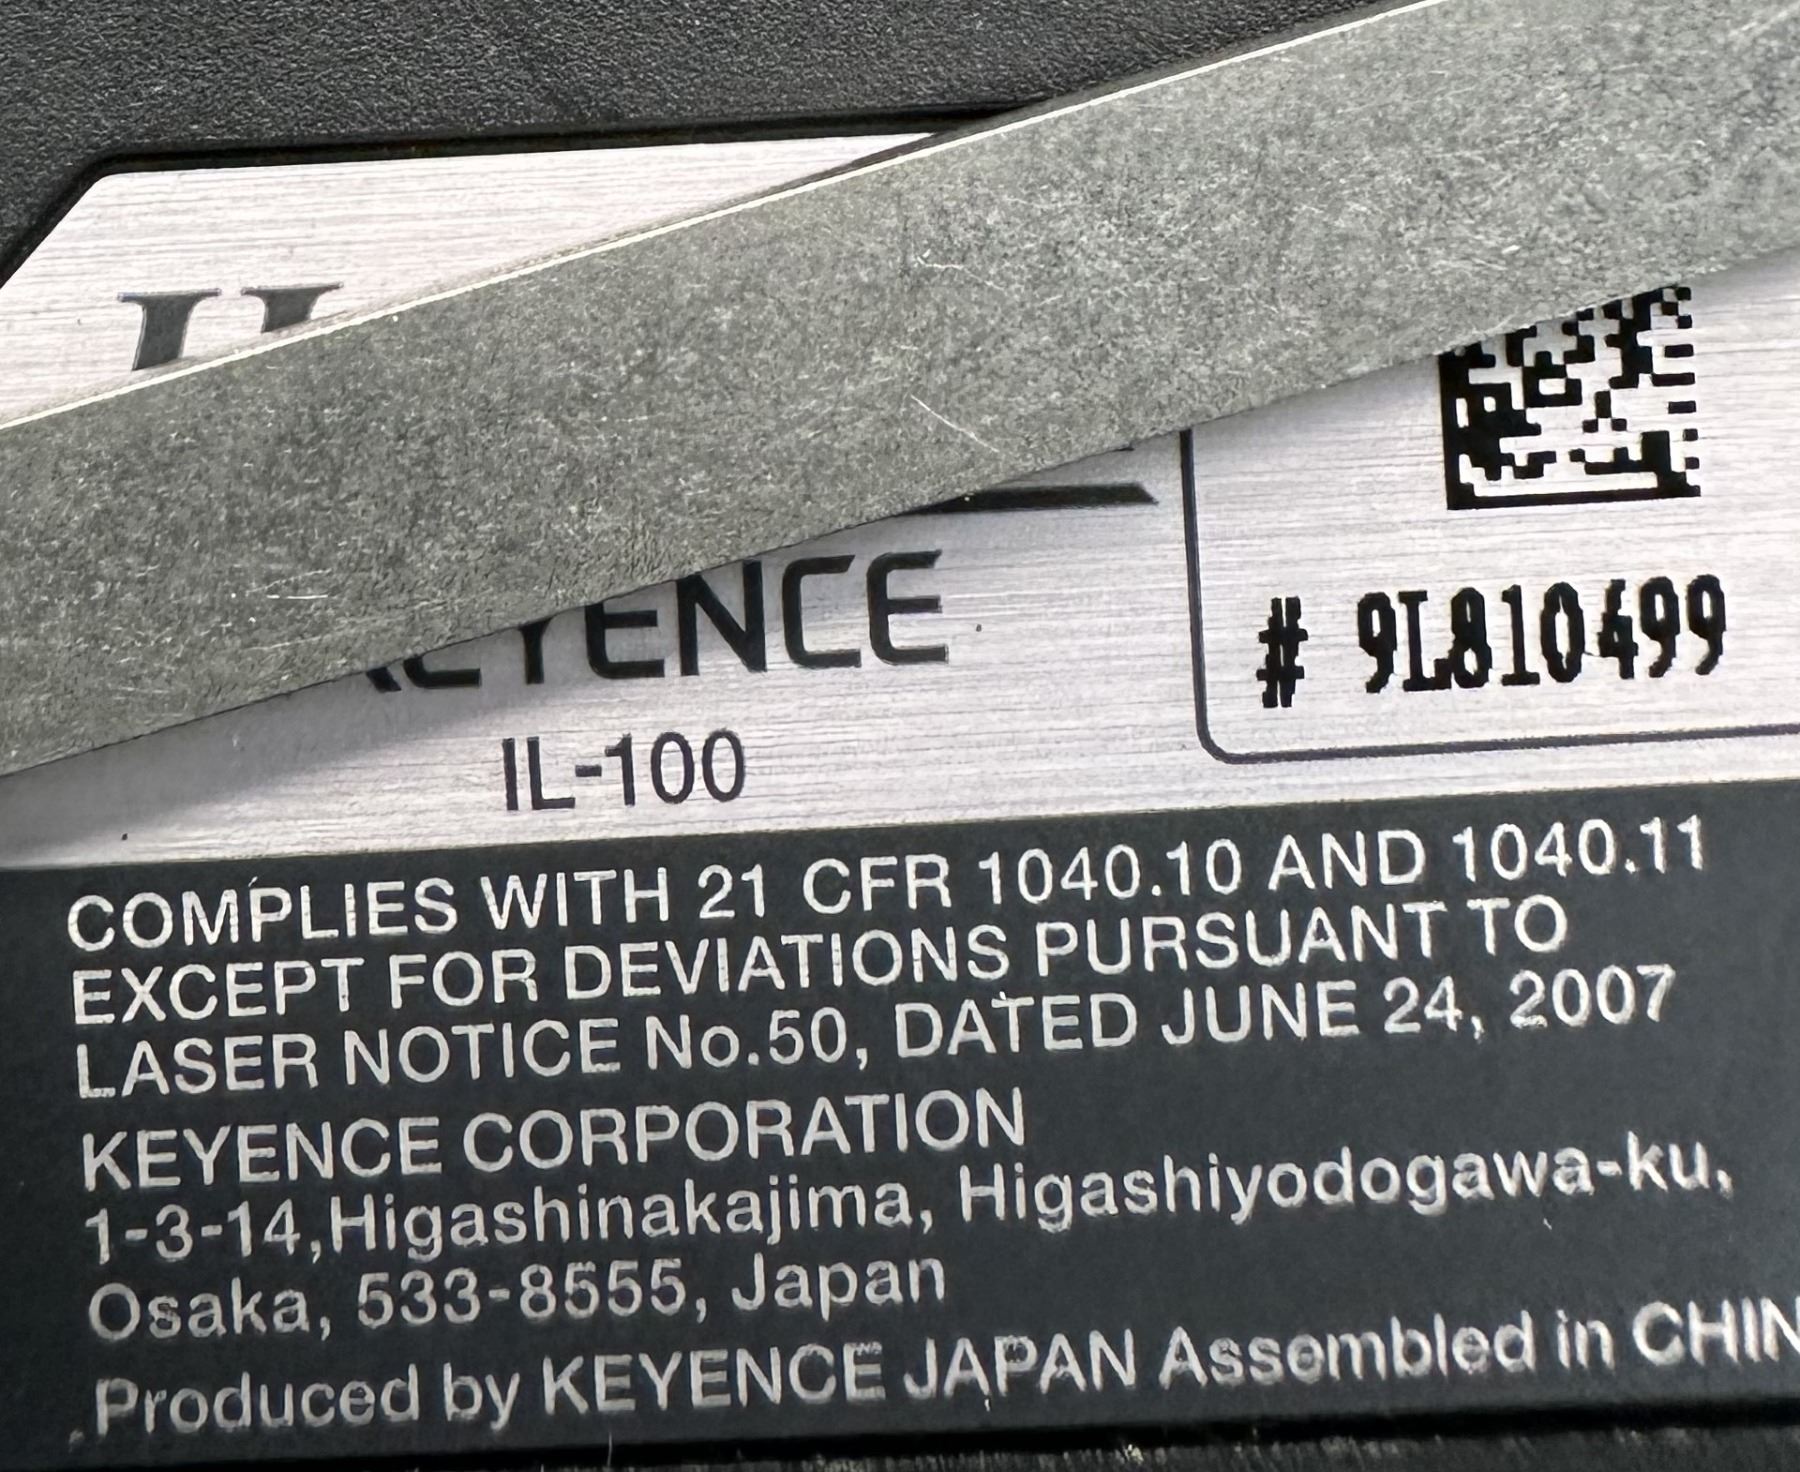 KEYENCE
# 9L810499
IL-100
COMPLIES WITH 21 CFR 1040.10 AND 1040.11
EXCEPT FOR DEVIATIONS PURSUANT TO
LASER NOTICE No.50, DATED JUNE 24, 2007
KEYENCE CORPORATION
1-3-14,Higashinakajima, Higashiyodogawa-ku,
Osaka, 533-8555, Japan
Produced by KEYENCE JAPAN Assembled in CHIN